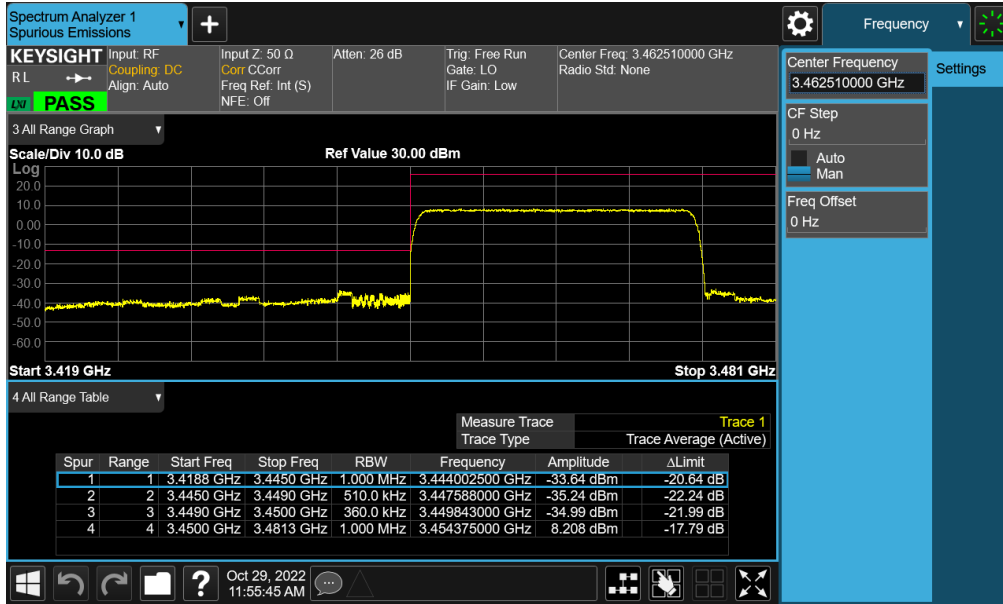 Spectrum Analyzer 1
Spurious Emissions
Frequency
KEYSIGHT
R L
LXI
PASS
Input: RF
Coupling: DC
Align: Auto
Input Z: 50 Ω
Corr CCorr
Freq Ref: Int (S)
NFE: Off
Atten: 26 dB
Trig: Free Run
Gate: LO
IF Gain: Low
Center Freq: 3.462510000 GHz
Radio Std: None
Center Frequency
3.462510000 GHz
Settings
CF Step
0 Hz
Auto
Man
Freq Offset
0 Hz
3 All Range Graph
Scale/Div 10.0 dB
Ref Value 30.00 dBm
Log
20.0
10.0
0.00
-10.0
-20.0
-30.0
-40.0
-50.0
-60.0
Start 3.419 GHz
Stop 3.481 GHz
4 All Range Table
Measure Trace Trace 1
Trace Type Trace Average (Active)
Spur Range Start Freq Stop Freq RBW Frequency Amplitude ΔLimit
1 1 3.4188 GHz 3.4450 GHz 1.000 MHz 3.444002500 GHz -33.64 dBm -20.64 dB
2 2 3.4450 GHz 3.4490 GHz 510.0 kHz 3.447588000 GHz -35.24 dBm -22.24 dB
3 3 3.4490 GHz 3.4500 GHz 360.0 kHz 3.449843000 GHz -34.99 dBm -21.99 dB
4 4 3.4500 GHz 3.4813 GHz 1.000 MHz 3.454375000 GHz 8.208 dBm -17.79 dB
?
Oct 29, 2022
11:55:45 AM